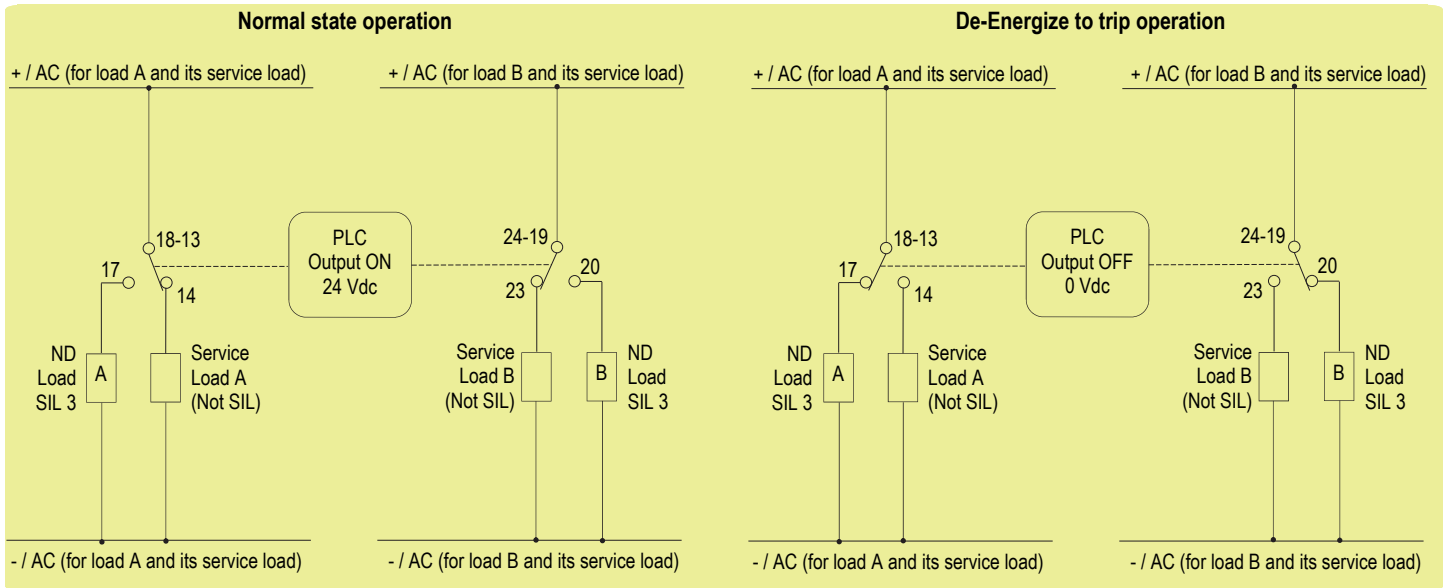 Normal state operation
De-Energize to trip operation
+ / AC (for load A and its service load)
+ / AC (for load B and its service load)
+ / AC (for load A and its service load)
+ / AC (for load B and its service load)
18-13
17
14
PLC
Output ON
24 Vdc
24-19
23
20
ND
Load
SIL 3
A
Service
Load A
(Not SIL)
Service
Load B
(Not SIL)
B
ND
Load
SIL 3
18-13
17
14
PLC
Output OFF
0 Vdc
24-19
23
20
ND
Load
SIL 3
A
Service
Load A
(Not SIL)
Service
Load B
(Not SIL)
B
ND
Load
SIL 3
- / AC (for load A and its service load)
- / AC (for load B and its service load)
- / AC (for load A and its service load)
- / AC (for load B and its service load)